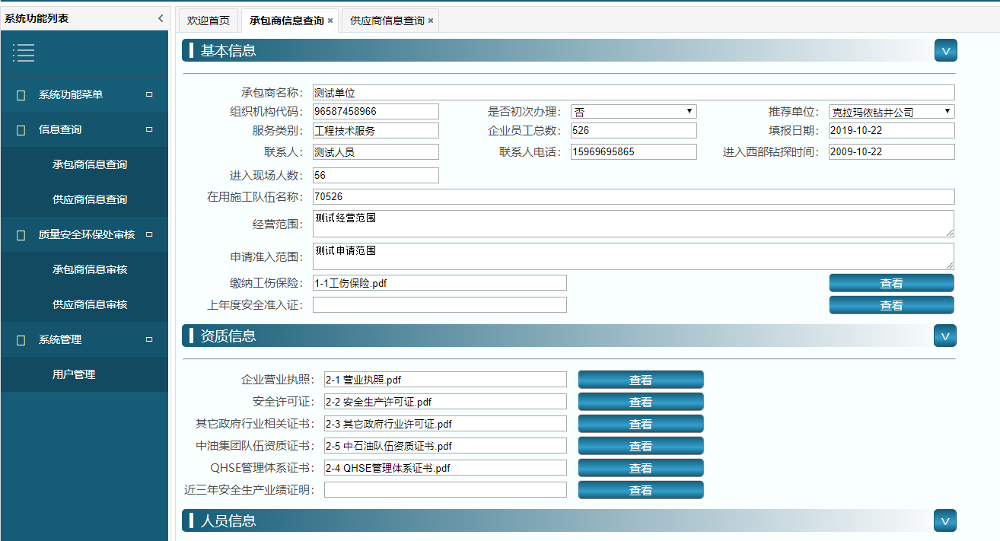 系统功能列表
系统功能菜单
信息查询
承包商信息查询
供应商信息查询
质量安全环保处审核
承包商信息审核
供应商信息审核
系统管理
用户管理
欢迎首页 承包商信息查询 × 供应商信息查询 ×
基本信息 V
承包商名称： 测试单位
组织机构代码： 96587458966 是否初次办理： 否 推荐单位： 克拉玛依钻井公司
服务类别： 工程技术服务 企业员工总数： 526 填报日期： 2019-10-22
联系人： 测试人员 联系人电话： 15969695865 进入西部钻探时间： 2009-10-22
进入现场人数： 56
在用施工队伍名称： 70526
经营范围： 测试经营范围
申请准入范围： 测试申请范围
缴纳工伤保险： 1-1工伤保险.pdf 查看
上年度安全准入证： 查看
资质信息 V
企业营业执照： 2-1 营业执照.pdf 查看
安全许可证： 2-2 安全生产许可证.pdf 查看
其它政府行业相关证书： 2-3 其它政府行业许可证.pdf 查看
中油集团队伍资质证书： 2-5 中石油队伍资质证书.pdf 查看
QHSE管理体系证书： 2-4 QHSE管理体系证书.pdf 查看
近三年安全生产业绩证明： 查看
人员信息 V